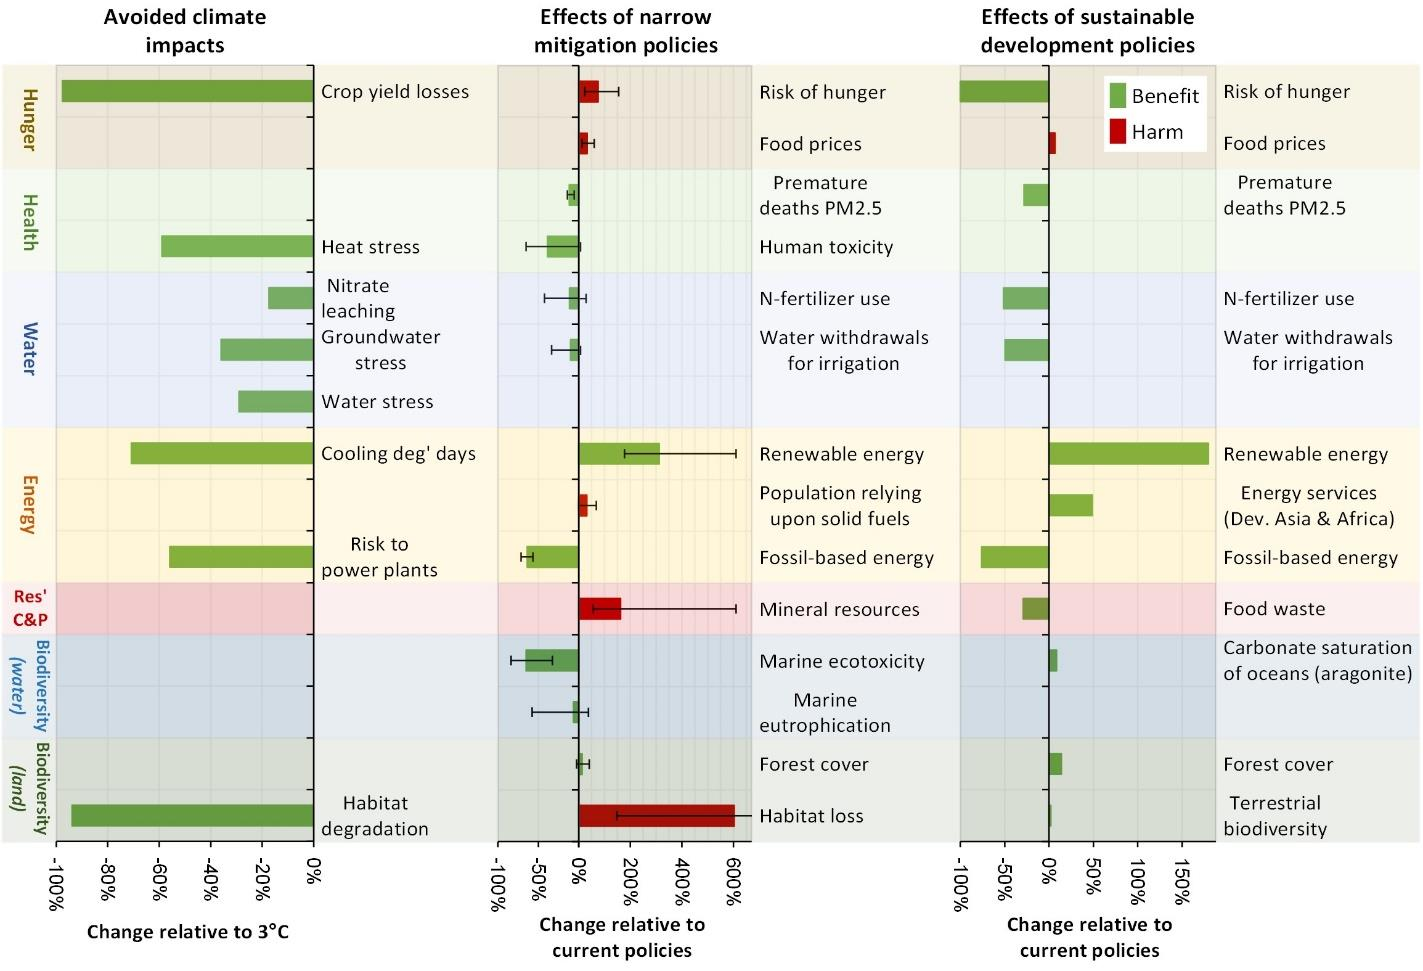 Avoided climate
impacts
Effects of narrow
mitigation policies
Effects of sustainable
development policies
Hunger
Crop yield losses
Risk of hunger
Food prices
Benefit
Harm
Risk of hunger
Food prices
Health
Heat stress
Premature
deaths PM2.5
Human toxicity
Premature
deaths PM2.5
Water
Nitrate
leaching
Groundwater
stress
Water stress
N-fertilizer use
Water withdrawals
for irrigation
N-fertilizer use
Water withdrawals
for irrigation
Energy
Cooling deg' days
Risk to
power plants
Renewable energy
Population relying
upon solid fuels
Fossil-based energy
Renewable energy
Energy services
(Dev. Asia & Africa)
Fossil-based energy
Res'
C&P
Mineral resources
Food waste
Biodiversity
(water)
Marine ecotoxicity
Marine
eutrophication
Carbonate saturation
of oceans (aragonite)
Biodiversity
(land)
Habitat
degradation
Forest cover
Habitat loss
Forest cover
Terrestrial
biodiversity
-100%
-80%
-60%
-40%
-20%
0%
-100%
-50%
0%
200%
400%
600%
-100%
-50%
0%
50%
100%
150%
Change relative to 3°C
Change relative to
current policies
Change relative to
current policies